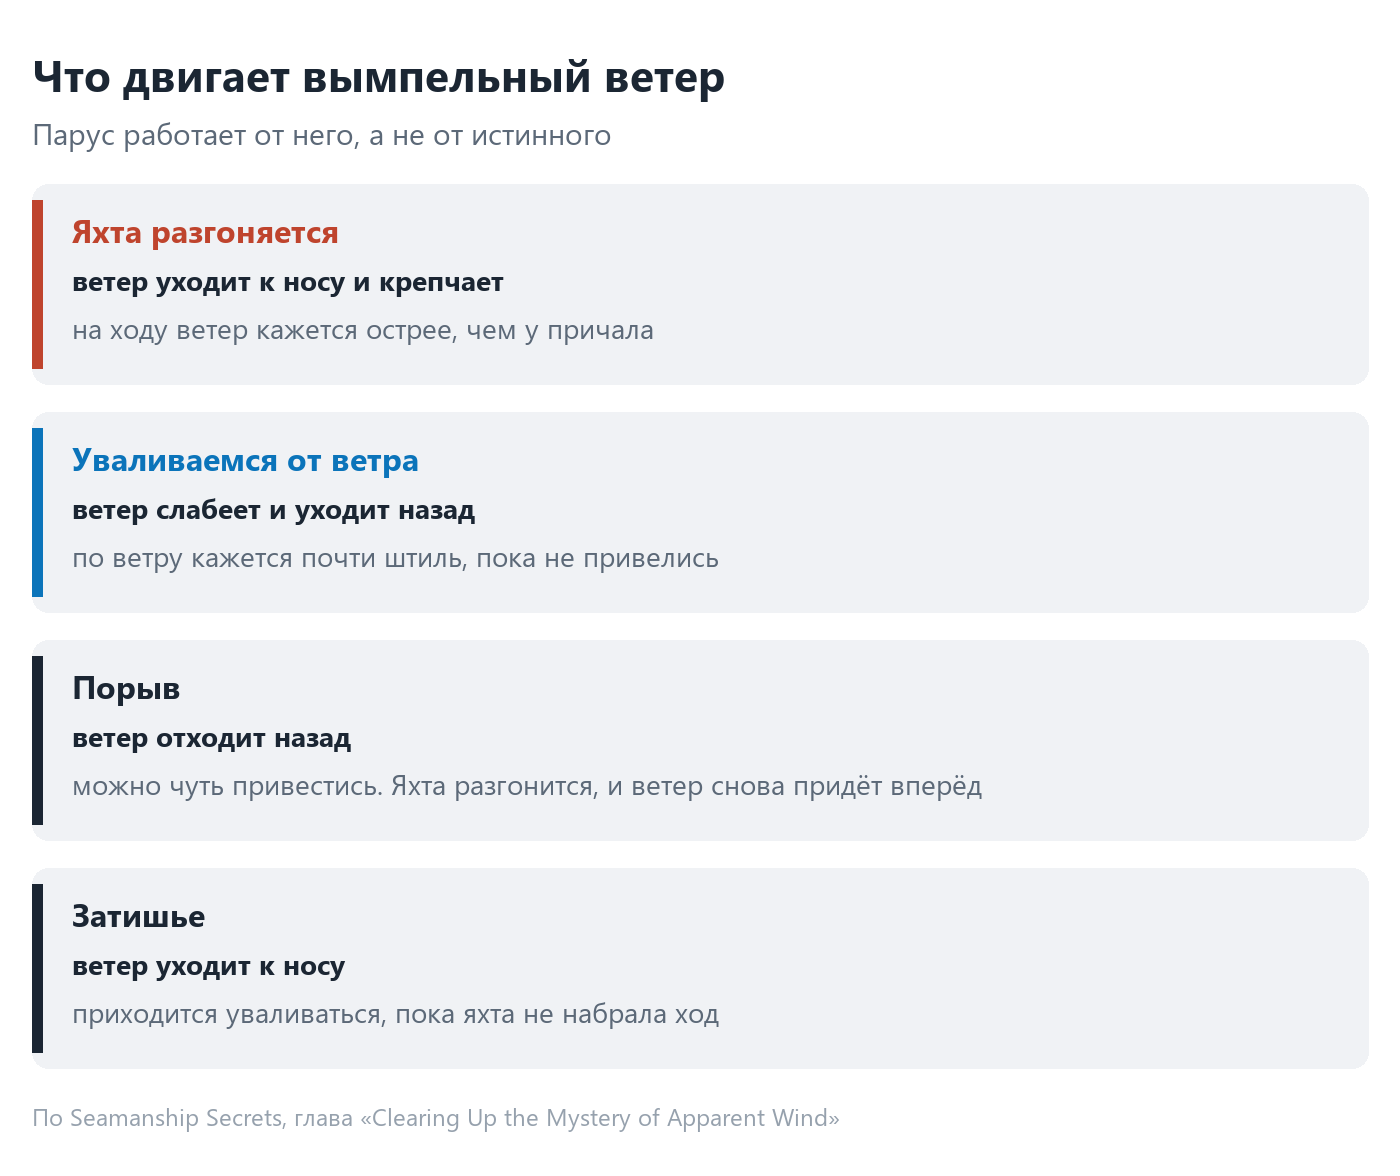 Что двигает вымпельный ветер
Парус работает от него, а не от истинного
Яхта разгоняется
ветер уходит к носу и крепчает
на ходу ветер кажется острее, чем у причала
Уваливаемся от ветра
ветер слабеет и уходит назад
по ветру кажется почти штиль, пока не привелись
Порыв
ветер отходит назад
можно чуть привестись. Яхта разгонится, и ветер снова придёт вперёд
Затишье
ветер уходит к носу
приходится уваливаться, пока яхта не набрала ход
По Seamanship Secrets, глава «Clearing Up the Mystery of Apparent Wind»